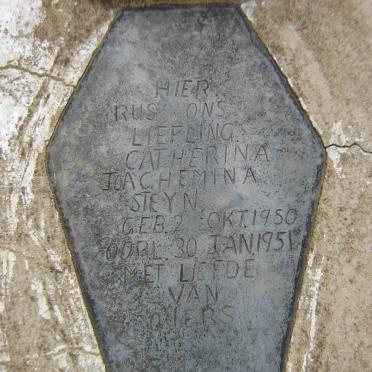 HIER
RUS ONS
LIEFLING
CATHERINA
JOACHEMINA
STEYN
GEB. 2 OKT. 1950
OORL. 30 JAN 1951
MET LIEFDE
VAN
OUERS